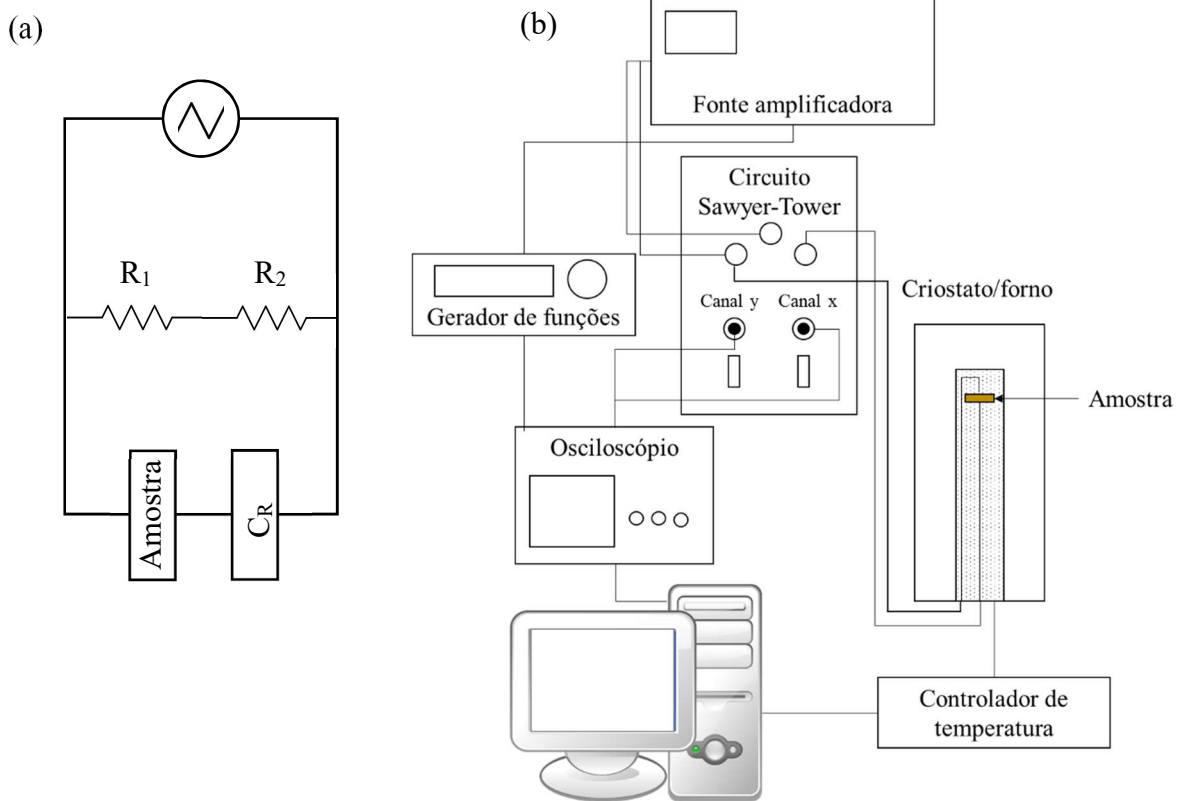 (a)
R₁
R₂
Amostra
C_R
(b)
Fonte amplificadora
Circuito
Sawyer-Tower
Gerador de funções
Canal y
Canal x
Criostato/forno
Amostra
Osciloscópio
Controlador de
temperatura